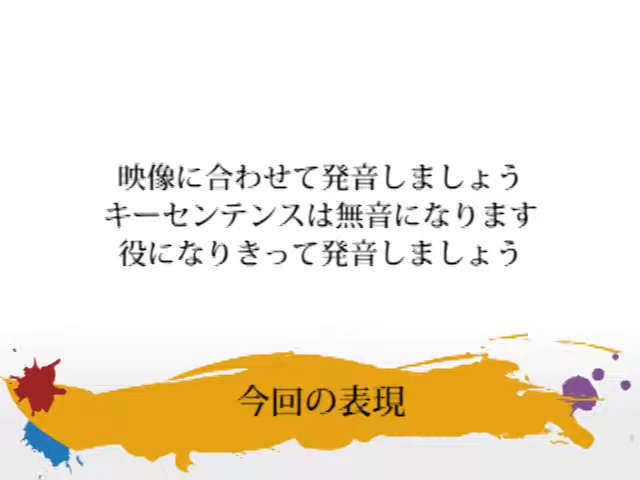 映像に合わせて発音しましょう
キーセンテンスは無音になります
役になりきって発音しましょう
今回の表現